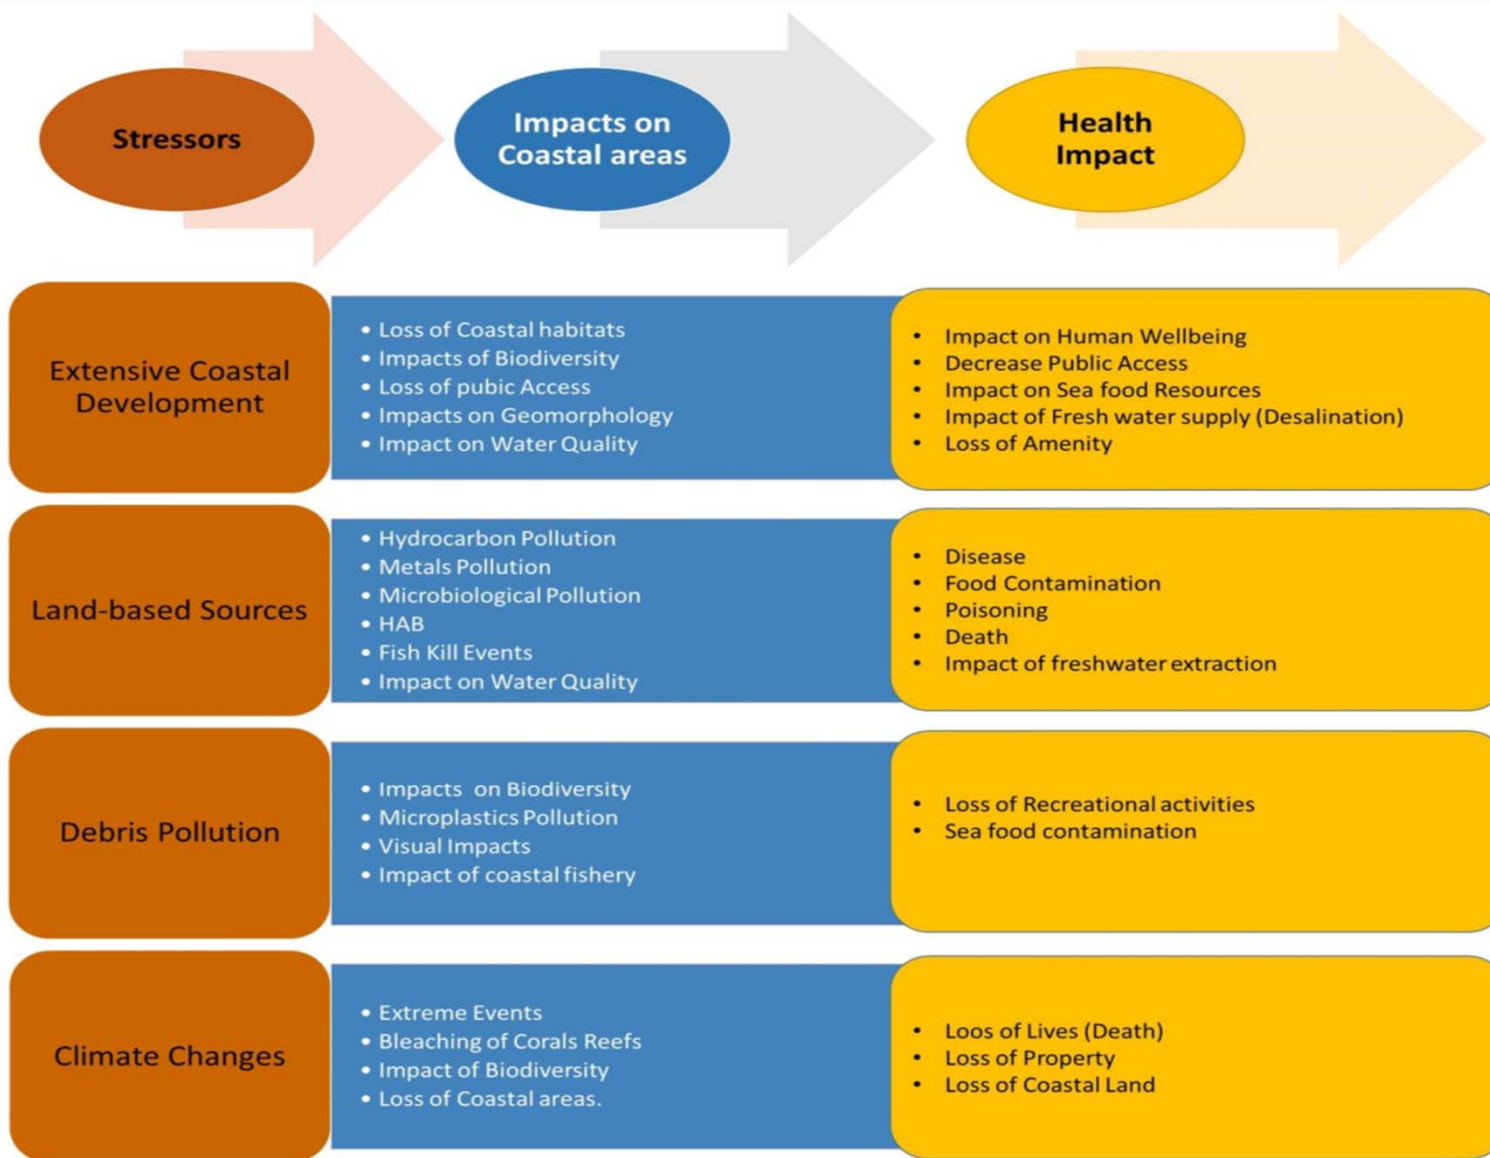 Stressors
Impacts on
Coastal areas
Health
Impact
Extensive Coastal
Development
• Loss of Coastal habitats
• Impacts of Biodiversity
• Loss of pubic Access
• Impacts on Geomorphology
• Impact on Water Quality
• Impact on Human Wellbeing
• Decrease Public Access
• Impact on Sea food Resources
• Impact of Fresh water supply (Desalination)
• Loss of Amenity
Land-based Sources
• Hydrocarbon Pollution
• Metals Pollution
• Microbiological Pollution
• HAB
• Fish Kill Events
• Impact on Water Quality
• Disease
• Food Contamination
• Poisoning
• Death
• Impact of freshwater extraction
Debris Pollution
• Impacts on Biodiversity
• Microplastics Pollution
• Visual Impacts
• Impact of coastal fishery
• Loss of Recreational activities
• Sea food contamination
Climate Changes
• Extreme Events
• Bleaching of Corals Reefs
• Impact of Biodiversity
• Loss of Coastal areas.
• Loos of Lives (Death)
• Loss of Property
• Loss of Coastal Land